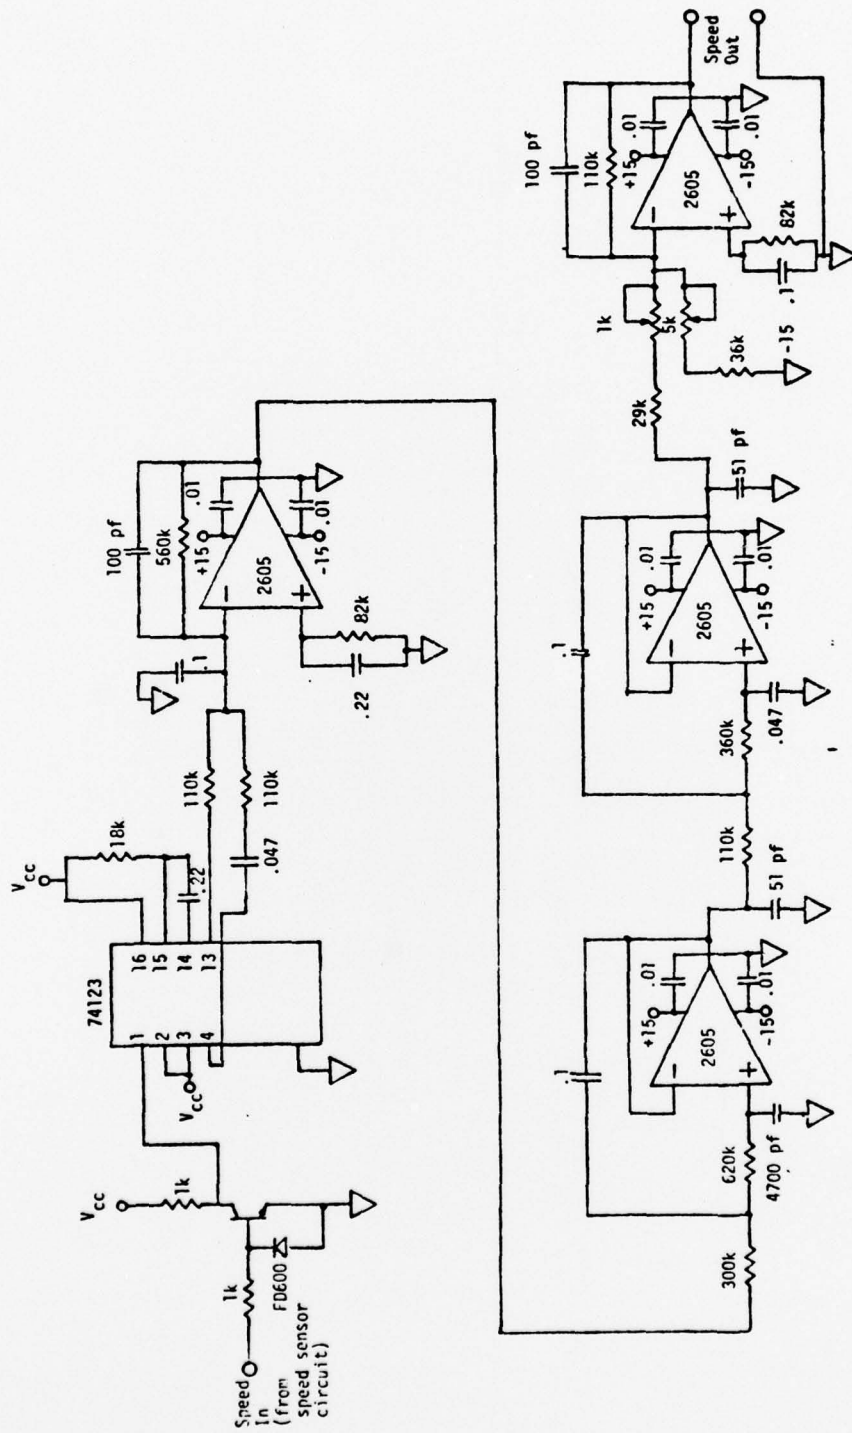 Speed
In
(from
speed sensor
circuit)
1k
FD600
Vcc
1k
74123
1
2
3
4
Vcc
16
15
14
13
Vcc
18k
.22
110k
.047
110k
.1
100 pf
560k
+15
.01
2605
-
+
-15
.01
.22
82k
300k
620k
4700 pf
.1
+15
.01
2605
-
+
-15
.01
51 pf
110k
360k
.047
.1
+15
.01
2605
-
+
-15
.01
51 pf
29k
1k
5k
36k
-15
100 pf
110k
+15
.01
2605
-
+
-15
.01
.1
82k
Speed
Out